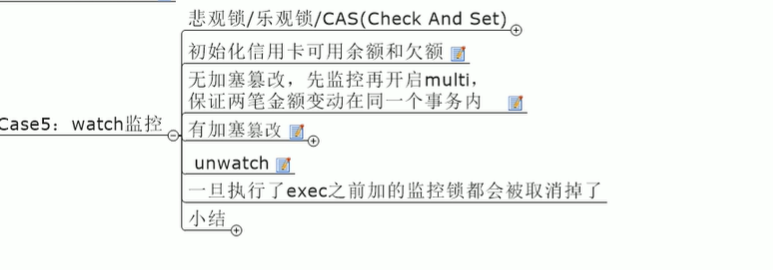 悲观锁/乐观锁/CAS(Check And Set)
初始化信用卡可用余额和欠额
无加塞篡改，先监控再开启multi，
保证两笔金额变动在同一个事务内
Case5：watch监控
有加塞篡改
unwatch
一旦执行了exec之前加的监控锁都会被取消掉了
小结